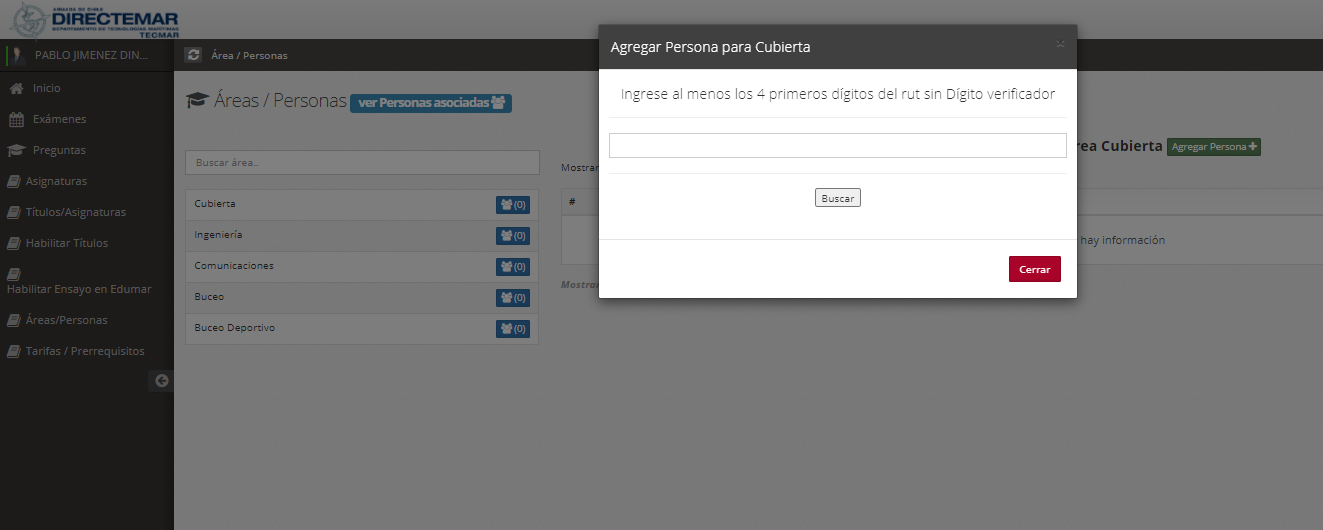 ARMADA DE CHILE
DIRECTEMAR
DEPARTAMENTO DE TECNOLOGÍAS MARÍTIMAS
TECMAR
PABLO JIMENEZ DIN...
Inicio
Exámenes
Preguntas
Asignaturas
Títulos/Asignaturas
Habilitar Títulos
Habilitar Ensayo en Edumar
Áreas/Personas
Tarifas / Prerrequisitos
Área / Personas
Áreas / Personas ver Personas asociadas
Buscar área..
Cubierta (0)
Ingeniería (0)
Comunicaciones (0)
Buceo (0)
Buceo Deportivo (0)
rea Cubierta Agregar Persona
Mostrar
#
hay información
Mostrar
Agregar Persona para Cubierta ×
Ingrese al menos los 4 primeros dígitos del rut sin Dígito verificador
Buscar
Cerrar